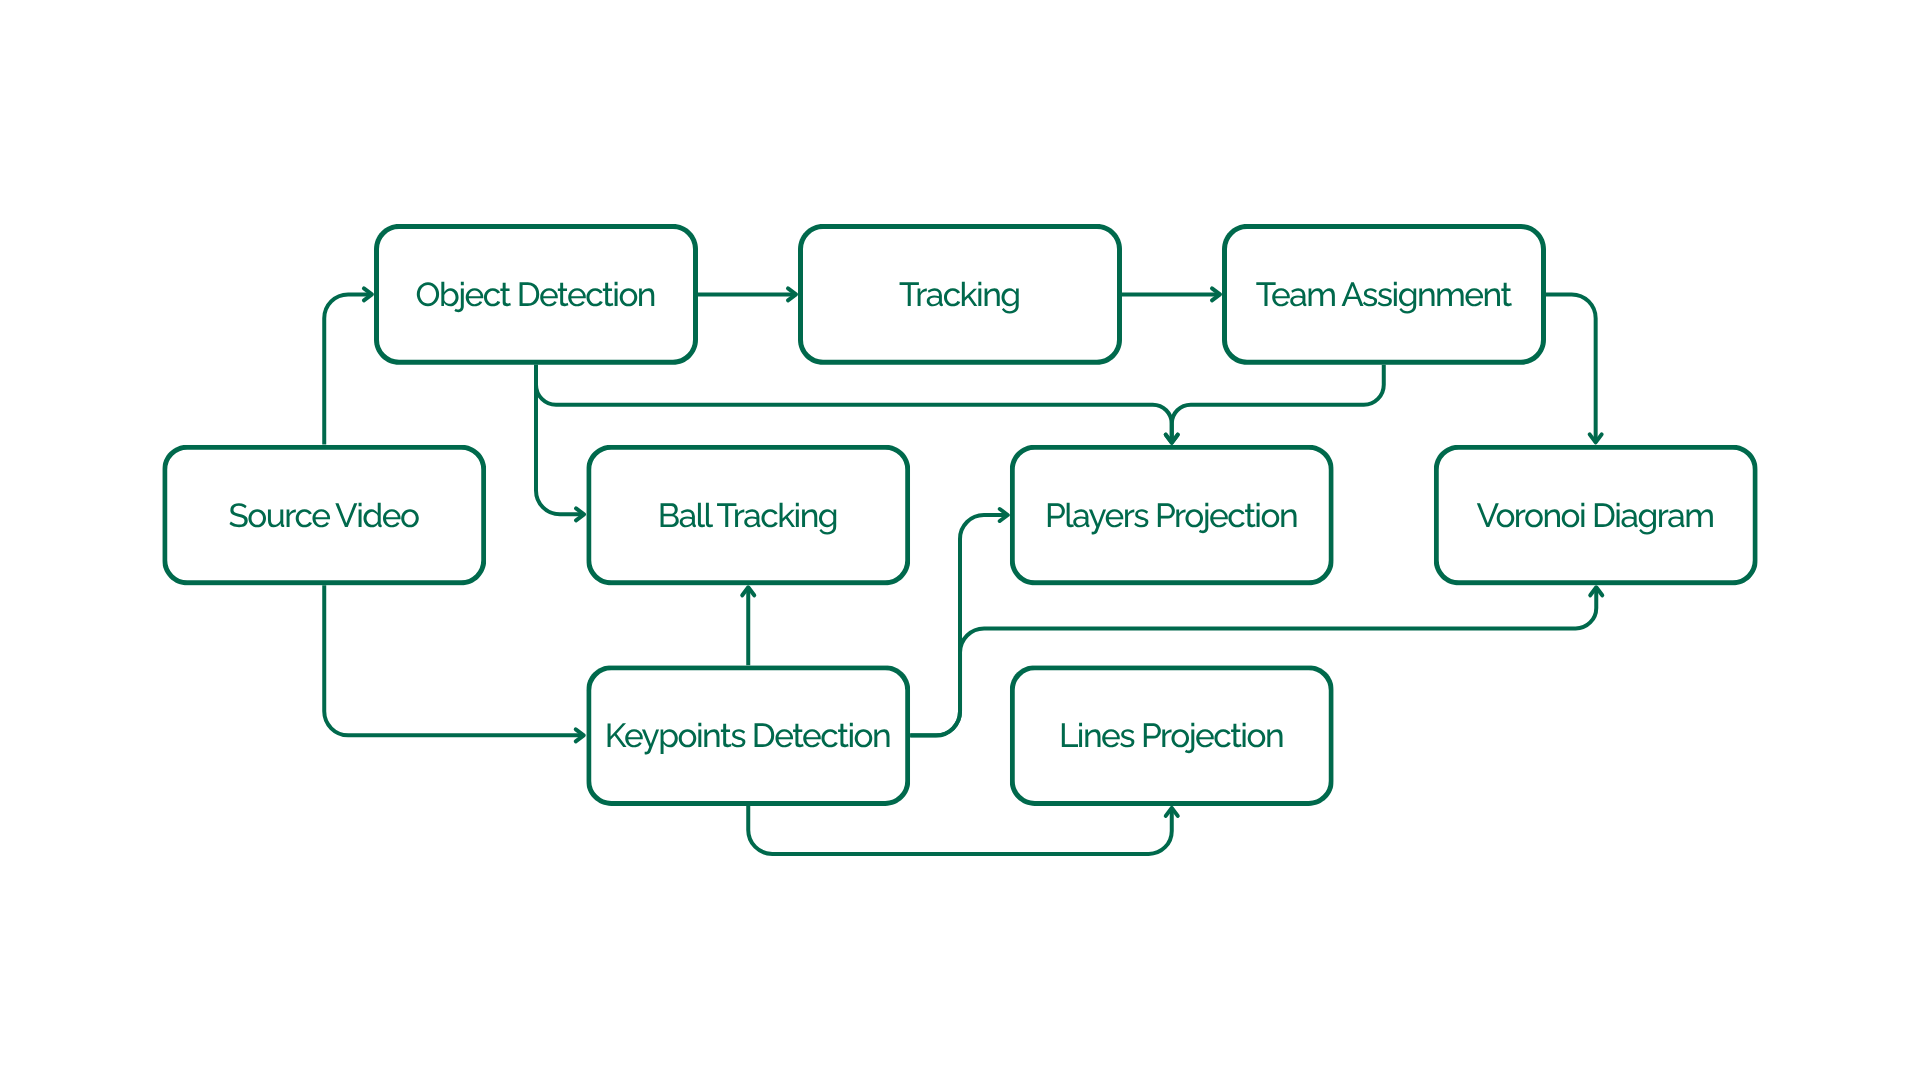 Object Detection
Tracking
Team Assignment
Source Video
Ball Tracking
Players Projection
Voronoi Diagram
Keypoints Detection
Lines Projection